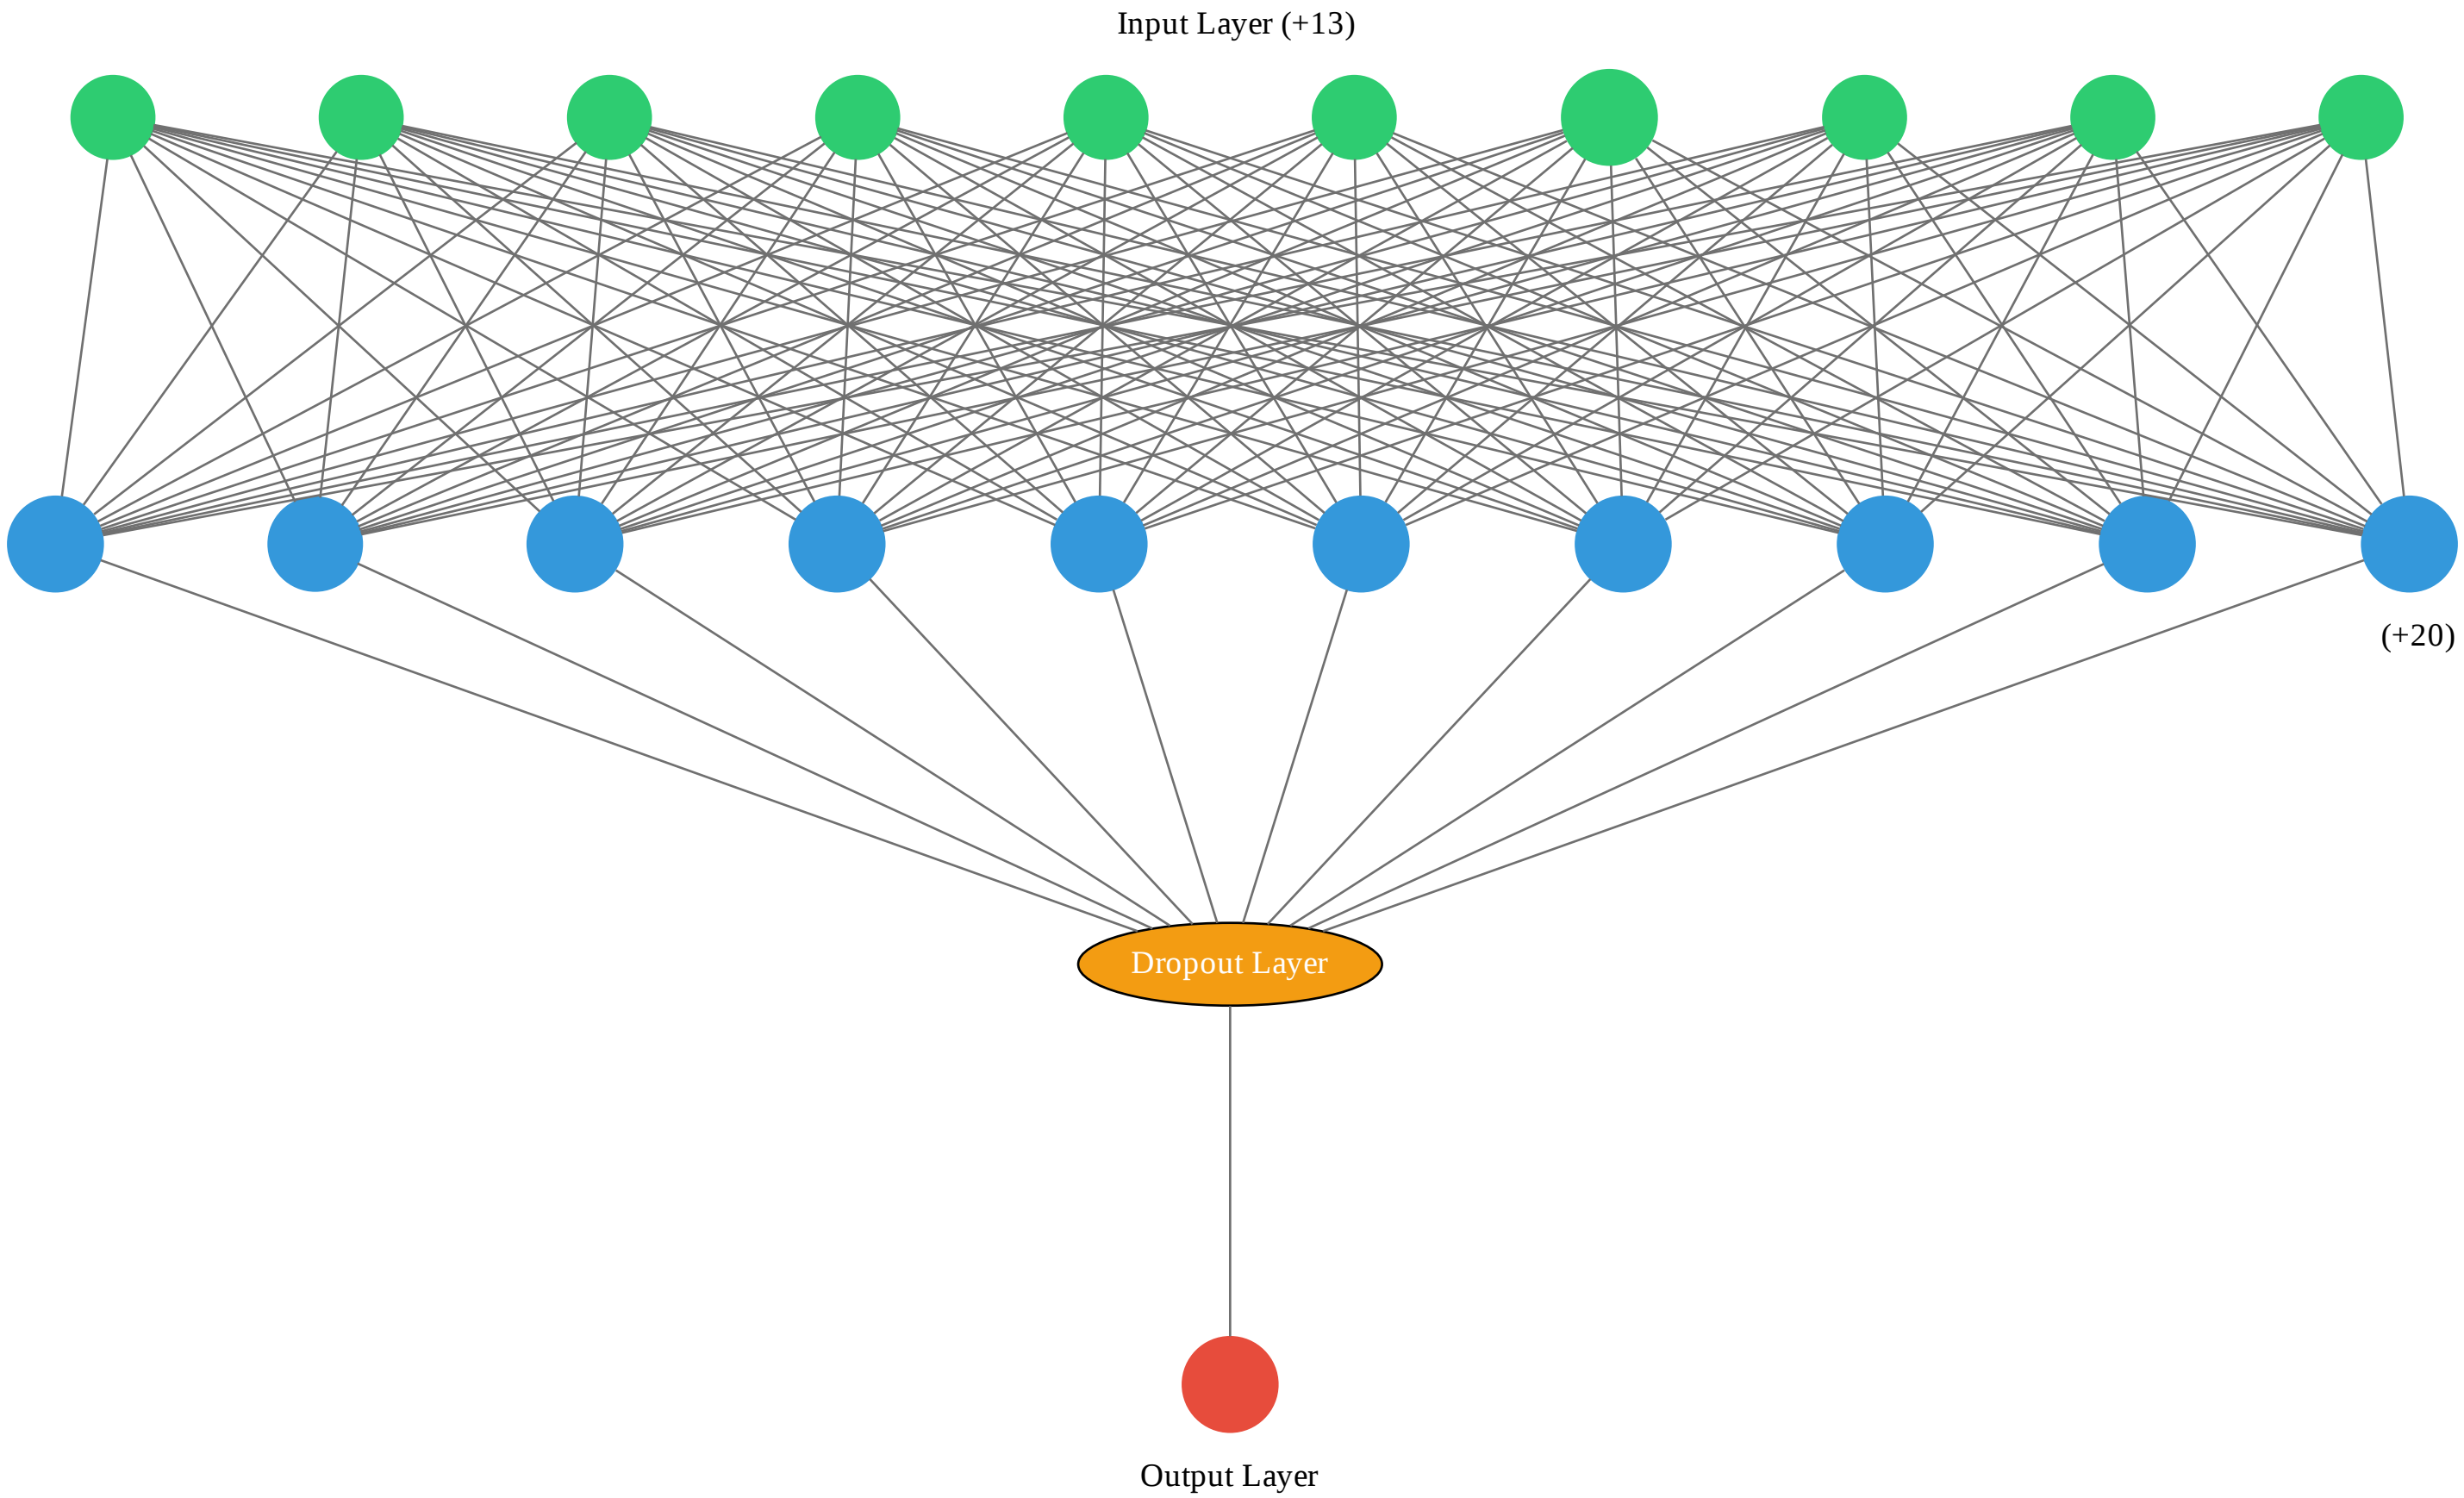 Input Layer (+13)
(+20)
Dropout Layer
Output Layer